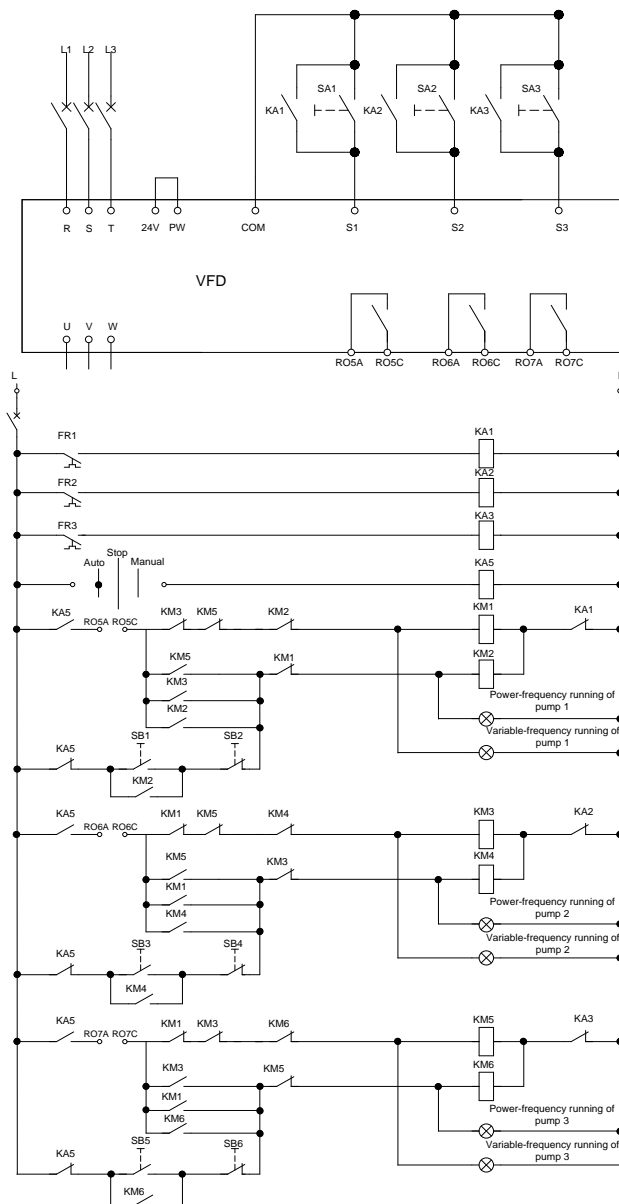 L1 L2 L3
SA1 SA2 SA3
KA1 KA2 KA3
R S T 24V PW COM S1 S2 S3
VFD
U V W
RO5A RO5C RO6A RO6C RO7A RO7C
L
FR1 KA1
FR2 KA2
FR3 KA3
Stop
Auto Manual KA5
KA5 RO5A RO5C KM3 KM5 KM2 KM1 KA1
KM5 KM1 KM2
KM3
KM2
Power-frequency running of
pump 1
Variable-frequency running of
pump 1
KA5 SB1 SB2
KM2
KA5 RO6A RO6C KM1 KM5 KM4 KM3 KA2
KM5 KM3 KM4
KM1
KM4
Power-frequency running of
pump 2
Variable-frequency running of
pump 2
KA5 SB3 SB4
KM4
KA5 RO7A RO7C KM1 KM3 KM6 KM5 KA3
KM3 KM5 KM6
KM1
KM6
Power-frequency running of
pump 3
Variable-frequency running of
pump 3
KA5 SB5 SB6
KM6